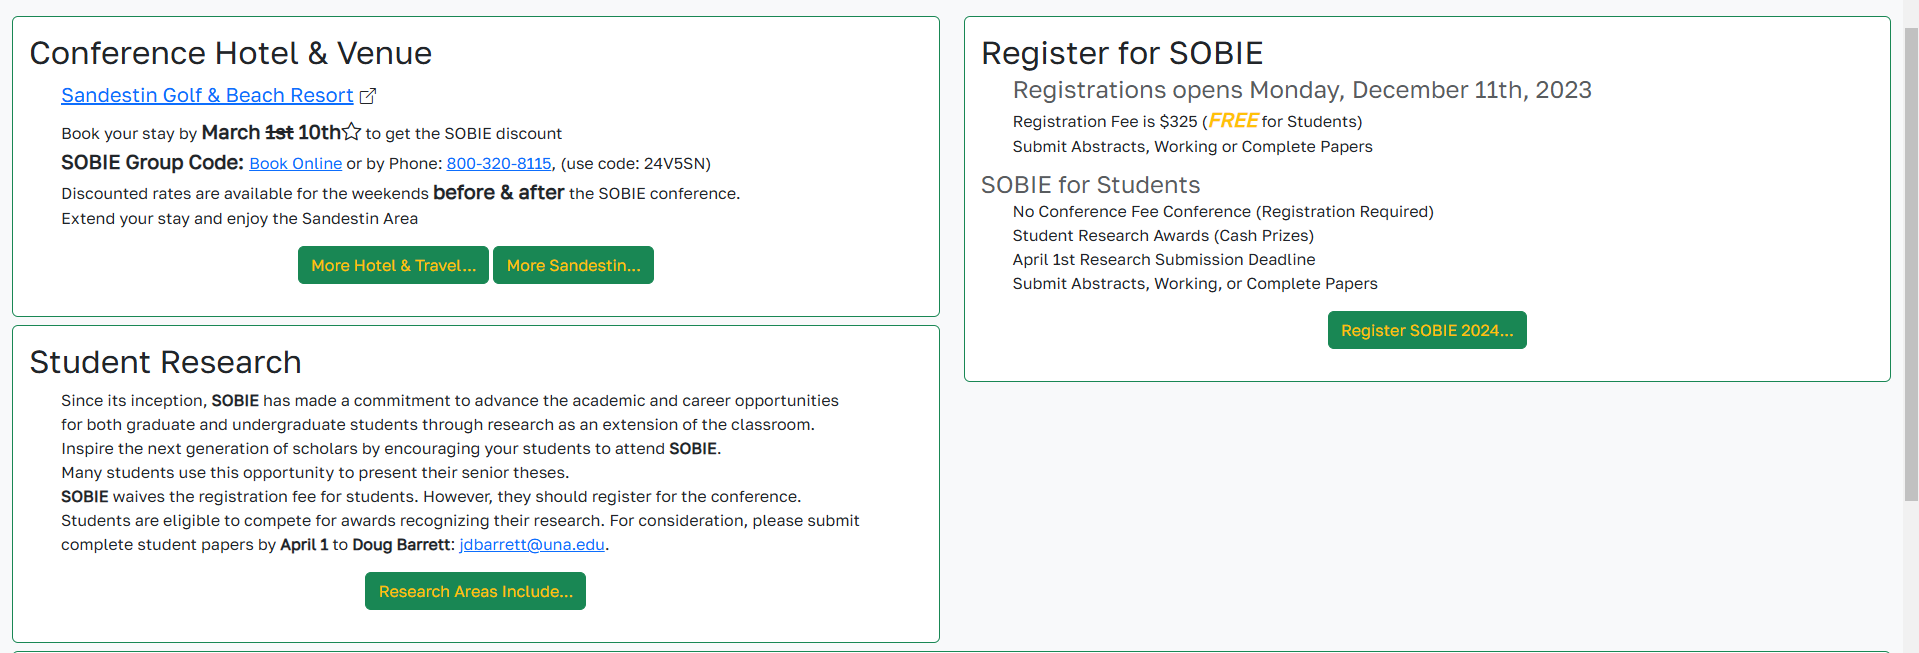 Conference Hotel & Venue
Sandestin Golf & Beach Resort
Book your stay by March 1st 10th☆ to get the SOBIE discount
SOBIE Group Code: Book Online or by Phone: 800-320-8115, (use code: 24V5SN)
Discounted rates are available for the weekends before & after the SOBIE conference.
Extend your stay and enjoy the Sandestin Area
More Hotel & Travel... More Sandestin...
Student Research
Since its inception, SOBIE has made a commitment to advance the academic and career opportunities
for both graduate and undergraduate students through research as an extension of the classroom.
Inspire the next generation of scholars by encouraging your students to attend SOBIE.
Many students use this opportunity to present their senior theses.
SOBIE waives the registration fee for students. However, they should register for the conference.
Students are eligible to compete for awards recognizing their research. For consideration, please submit
complete student papers by April 1 to Doug Barrett: jdbarrett@una.edu.
Research Areas Include...
Register for SOBIE
Registrations opens Monday, December 11th, 2023
Registration Fee is $325 (FREE for Students)
Submit Abstracts, Working or Complete Papers
SOBIE for Students
No Conference Fee Conference (Registration Required)
Student Research Awards (Cash Prizes)
April 1st Research Submission Deadline
Submit Abstracts, Working, or Complete Papers
Register SOBIE 2024...